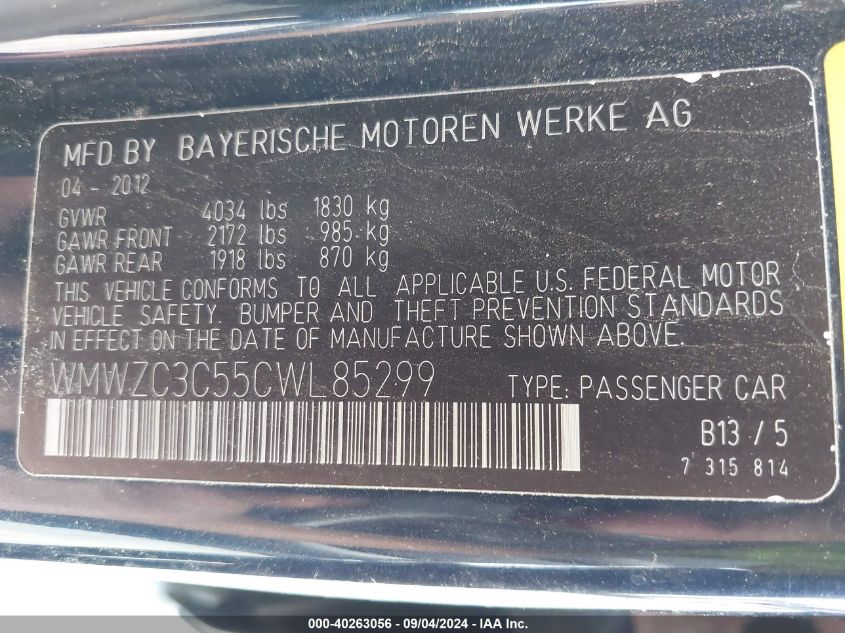 MFD BY BAYERISCHE MOTOREN WERKE AG
04 - 2012
GVWR 4034 lbs 1830 kg
GAWR FRONT 2172 lbs 985 kg
GAWR REAR 1918 lbs 870 kg
THIS VEHICLE CONFORMS TO ALL APPLICABLE U.S. FEDERAL MOTOR
VEHICLE SAFETY, BUMPER AND THEFT PREVENTION STANDARDS
IN EFFECT ON THE DATE OF MANUFACTURE SHOWN ABOVE.
WMWZC3C55CWL85299 TYPE: PASSENGER CAR
B13 / 5
7 315 814
000-40263056 - 09/04/2024 - IAA Inc.